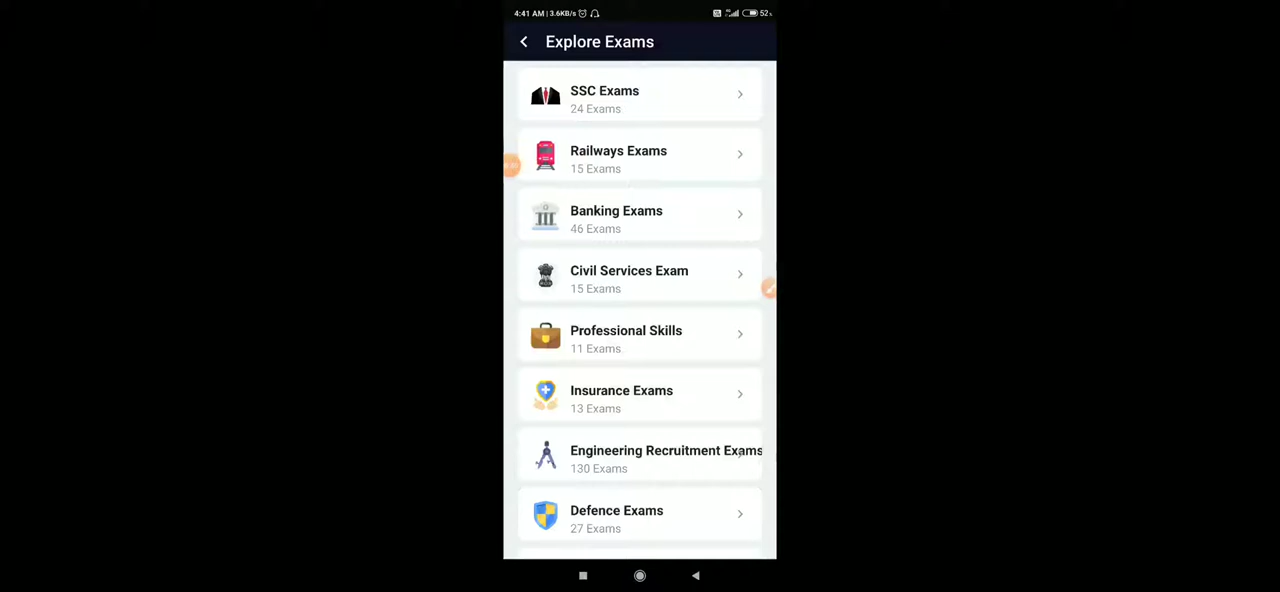 4:41 AM | 3.6KB/s
52
Explore Exams
SSC Exams
24 Exams
Railways Exams
15 Exams
Banking Exams
46 Exams
Civil Services Exam
15 Exams
Professional Skills
11 Exams
Insurance Exams
13 Exams
Engineering Recruitment Exams
130 Exams
Defence Exams
27 Exams